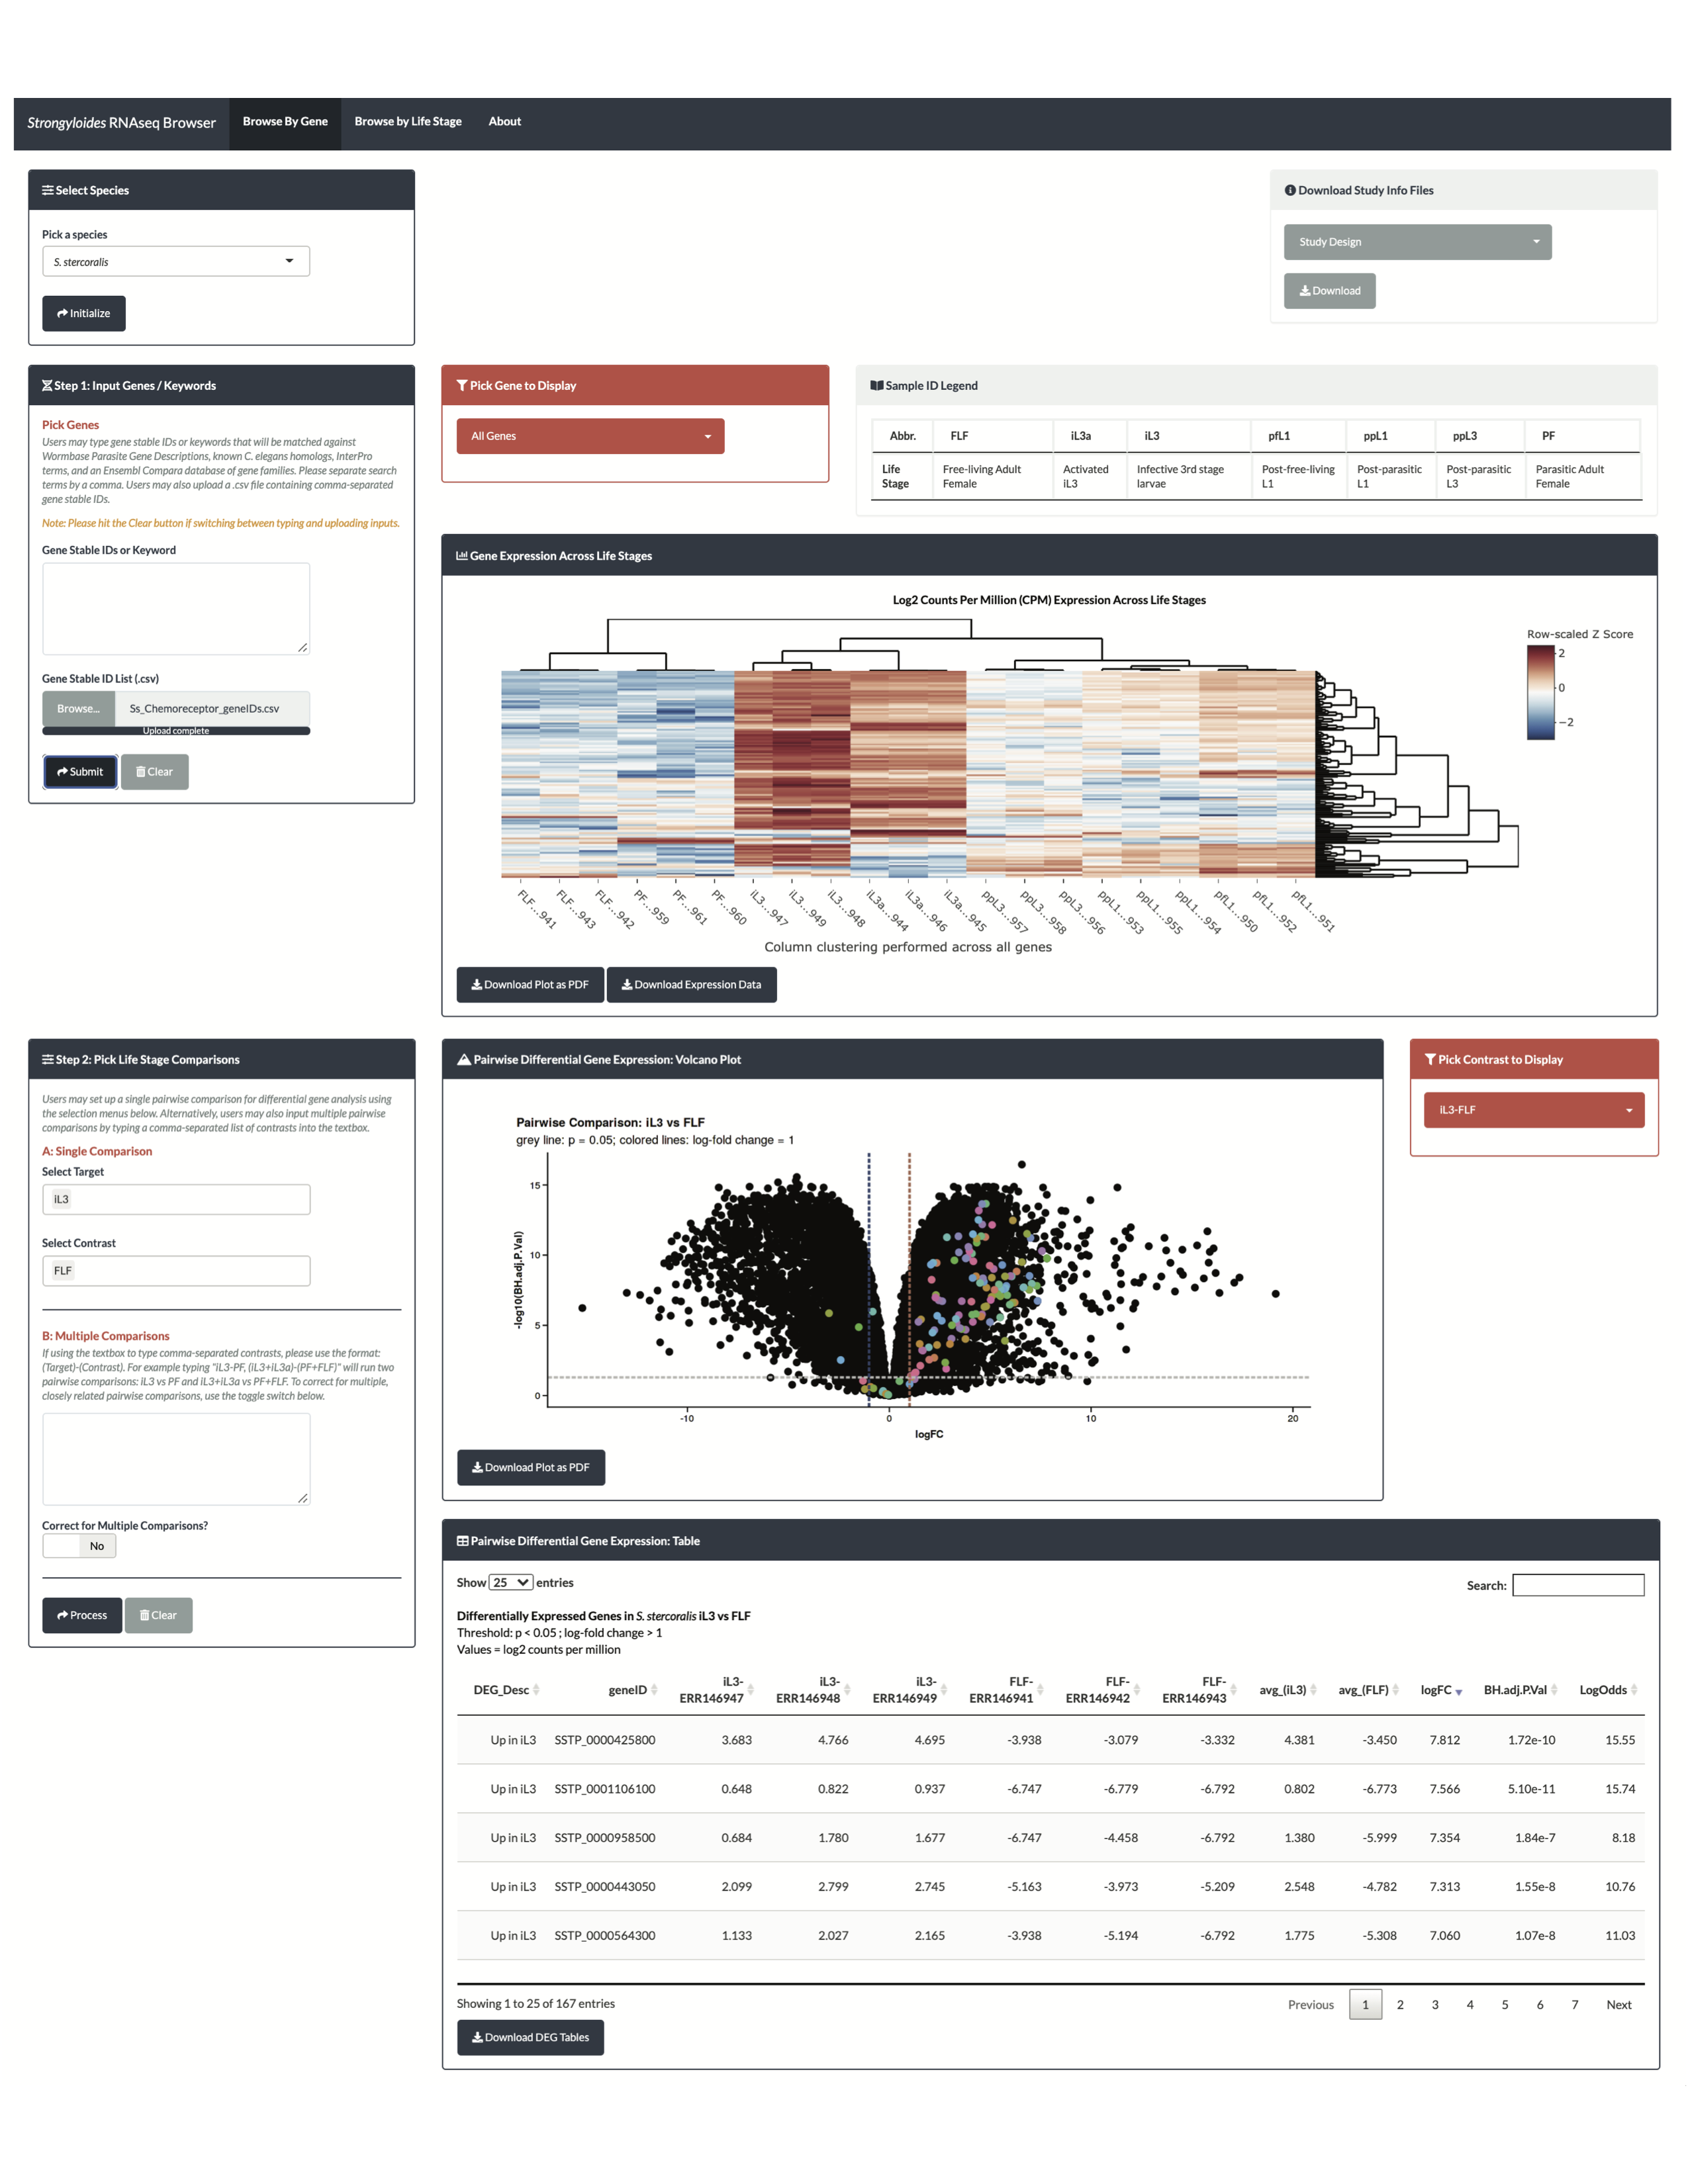 Strongyloides RNAseq Browser
Browse By Gene
Browse by Life Stage
About
Select Species
Pick a species
S. stercoralis
Initialize
Download Study Info Files
Study Design
Download
Step 1: Input Genes / Keywords
Pick Genes
Users may type gene stable IDs or keywords that will be matched against
Wormbase Parasite Gene Descriptions, known C. elegans homologs, InterPro
terms, and an Ensembl Compara database of gene families. Please separate search
terms by a comma. Users may also upload a .csv file containing comma-separated
gene stable IDs.
Note: Please hit the Clear button if switching between typing and uploading inputs.
Gene Stable IDs or Keyword
Gene Stable ID List (.csv)
Browse... Ss_Chemoreceptor_geneIDs.csv
Upload complete
Submit Clear
Pick Gene to Display
All Genes
Sample ID Legend
Abbr. FLF iL3a iL3 pfL1 ppL1 ppL3 PF
Life Free-living Adult Activated Infective 3rd stage Post-free-living Post-parasitic Post-parasitic Parasitic Adult
Stage Female iL3 larvae L1 L1 L3 Female
Gene Expression Across Life Stages
Log2 Counts Per Million (CPM) Expression Across Life Stages
Row-scaled Z Score
2
0
−2
FLF...941 FLF...943 FLF...942 PF...959 PF...961 PF...960 iL3...947 iL3...949 iL3...948 iL3a...944 iL3a...946 iL3a...945 ppL3...957 ppL3...958 ppL3...956 ppL1...953 ppL1...955 ppL1...954 pfL1...950 pfL1...952 pfL1...951
Column clustering performed across all genes
Download Plot as PDF Download Expression Data
Step 2: Pick Life Stage Comparisons
Users may set up a single pairwise comparison for differential gene analysis using
the selection menus below. Alternatively, users may also input multiple pairwise
comparisons by typing a comma-separated list of contrasts into the textbox.
A: Single Comparison
Select Target
iL3
Select Contrast
FLF
B: Multiple Comparisons
If using the textbox to type comma-separated contrasts, please use the format:
(Target)-(Contrast). For example typing "iL3-PF, (iL3+iL3a)-(PF+FLF)" will run two
pairwise comparisons: iL3 vs PF and iL3+iL3a vs PF+FLF. To correct for multiple,
closely related pairwise comparisons, use the toggle switch below.
Correct for Multiple Comparisons?
No
Process Clear
Pairwise Differential Gene Expression: Volcano Plot
Pairwise Comparison: iL3 vs FLF
grey line: p = 0.05; colored lines: log-fold change = 1
-log10(BH.adj.P.Val)
15
10
5
0
-10 0 10 20
logFC
Download Plot as PDF
Pick Contrast to Display
iL3-FLF
Pairwise Differential Gene Expression: Table
Show 25 entries
Search:
Differentially Expressed Genes in S. stercoralis iL3 vs FLF
Threshold: p < 0.05 ; log-fold change > 1
Values = log2 counts per million
DEG_Desc geneID iL3-ERR146947 iL3-ERR146948 iL3-ERR146949 FLF-ERR146941 FLF-ERR146942 FLF-ERR146943 avg_(iL3) avg_(FLF) logFC BH.adj.P.Val LogOdds
Up in iL3 SSTP_0000425800 3.683 4.766 4.695 -3.938 -3.079 -3.332 4.381 -3.450 7.812 1.72e-10 15.55
Up in iL3 SSTP_0001106100 0.648 0.822 0.937 -6.747 -6.779 -6.792 0.802 -6.773 7.566 5.10e-11 15.74
Up in iL3 SSTP_0000958500 0.684 1.780 1.677 -6.747 -4.458 -6.792 1.380 -5.999 7.354 1.84e-7 8.18
Up in iL3 SSTP_0000443050 2.099 2.799 2.745 -5.163 -3.973 -5.209 2.548 -4.782 7.313 1.55e-8 10.76
Up in iL3 SSTP_0000564300 1.133 2.027 2.165 -3.938 -5.194 -6.792 1.775 -5.308 7.060 1.07e-8 11.03
Showing 1 to 25 of 167 entries
Previous 1 2 3 4 5 6 7 Next
Download DEG Tables